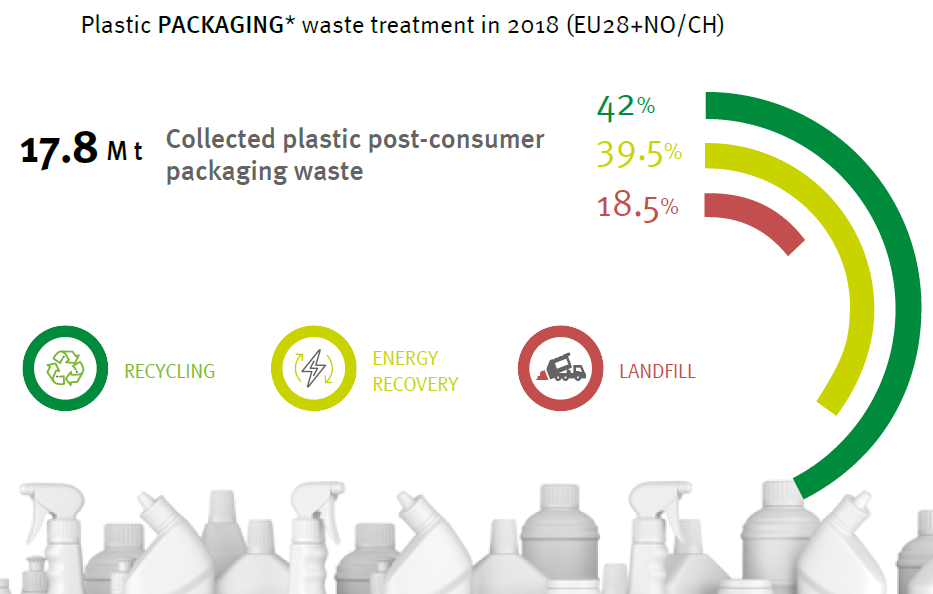 Plastic PACKAGING* waste treatment in 2018 (EU28+NO/CH)
42%
39.5%
18.5%
17.8 Mt Collected plastic post-consumer
packaging waste
RECYCLING
ENERGY
RECOVERY
LANDFILL